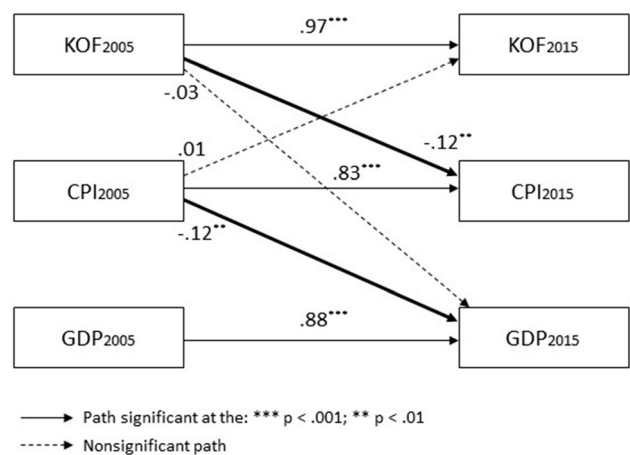 .97***
KOF2005
KOF2015
-.03
-.12**
.01
.83***
CPI2005
CPI2015
-.12**
.88***
GDP2005
GDP2015
Path significant at the: *** p < .001; ** p < .01
Nonsignificant path